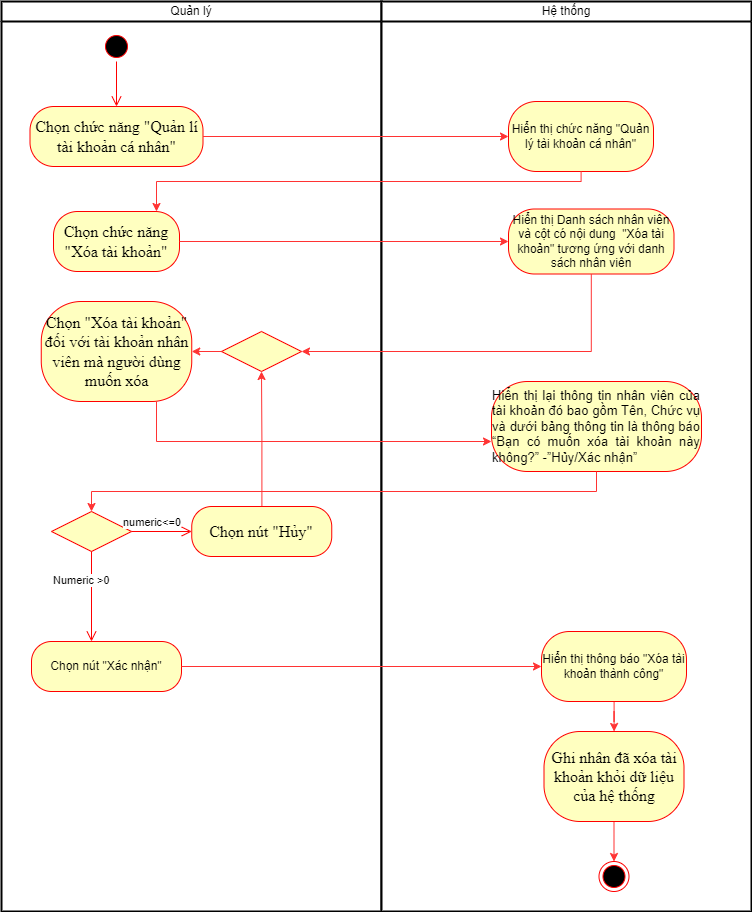 Quản lý
Hệ thống
Chọn chức năng "Quản lí
tài khoản cá nhân"
Hiển thị chức năng "Quản
lý tài khoản cá nhân"
Chọn chức năng
"Xóa tài khoản"
Hiển thị Danh sách nhân viên
và cột có nội dung "Xóa tài
khoản" tương ứng với danh
sách nhân viên
Chọn "Xóa tài khoản"
đối với tài khoản nhân
viên mà người dùng
muốn xóa
Hiển thị lại thông tin nhân viên của
tài khoản đó bao gồm Tên, Chức vụ
và dưới bảng thông tin là thông báo
“Bạn có muốn xóa tài khoản này
không?” -”Hủy/Xác nhận”
numeric<=0
Chọn nút "Hủy"
Numeric >0
Chọn nút "Xác nhận"
Hiển thị thông báo "Xóa tài
khoản thành công"
Ghi nhân đã xóa tài
khoản khỏi dữ liệu
của hệ thống